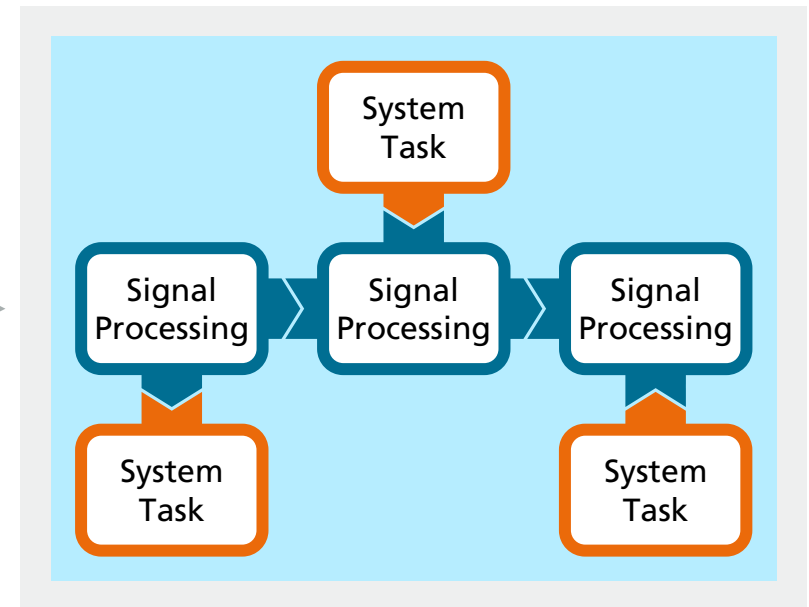 System
Task
Signal
Processing
Signal
Processing
Signal
Processing
System
Task
System
Task